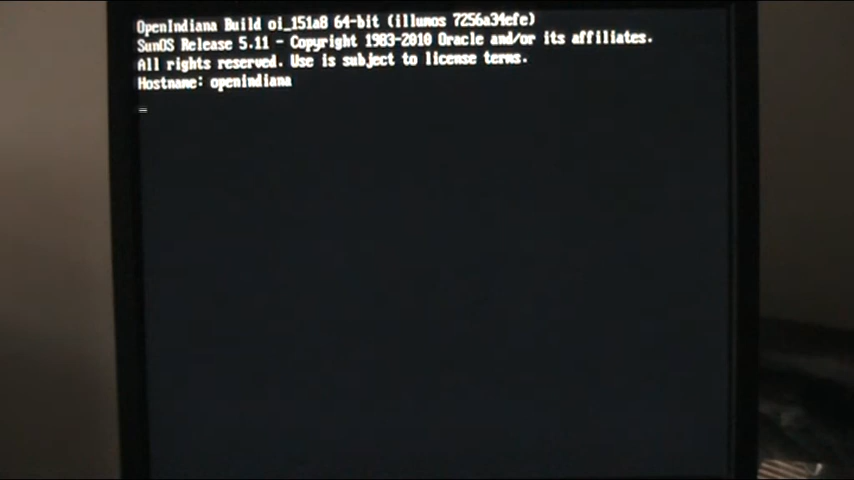 OpenIndiana Build oi_151a8 64-bit (illumos 7256a34efe)
SunOS Release 5.11 - Copyright 1983-2010 Oracle and/or its affiliates.
All rights reserved. Use is subject to license terms.
Hostname: openindiana